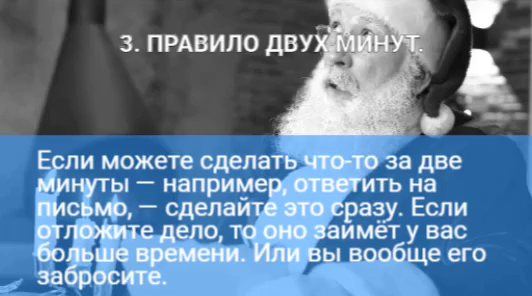 3. ПРАВИЛО ДВУХ МИНУТ.
Если можете сделать что-то за две
минуты — например, ответить на
письмо, — сделайте это сразу. Если
отложите дело, то оно займёт у вас
больше времени. Или вы вообще его
забросите.